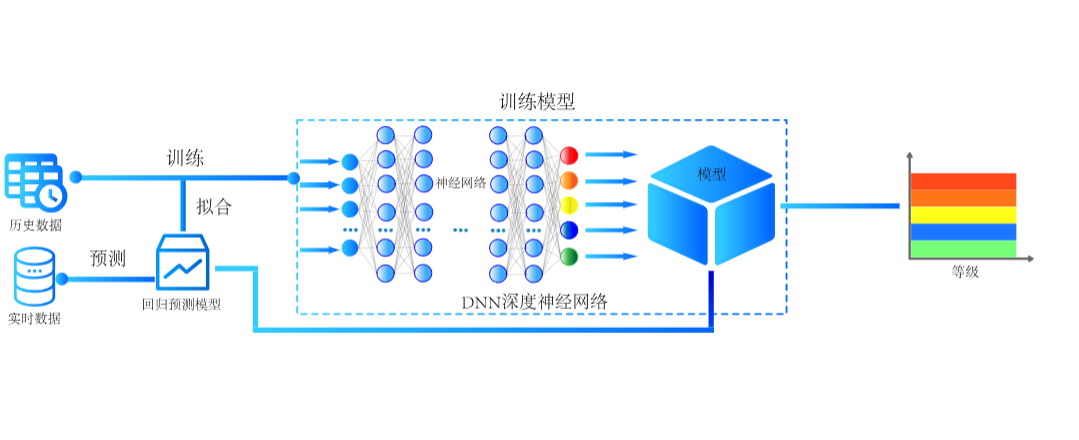 训练模型
训练
历史数据
拟合
神经网络
模型
预测
实时数据
回归预测模型
DNN深度神经网络
等级